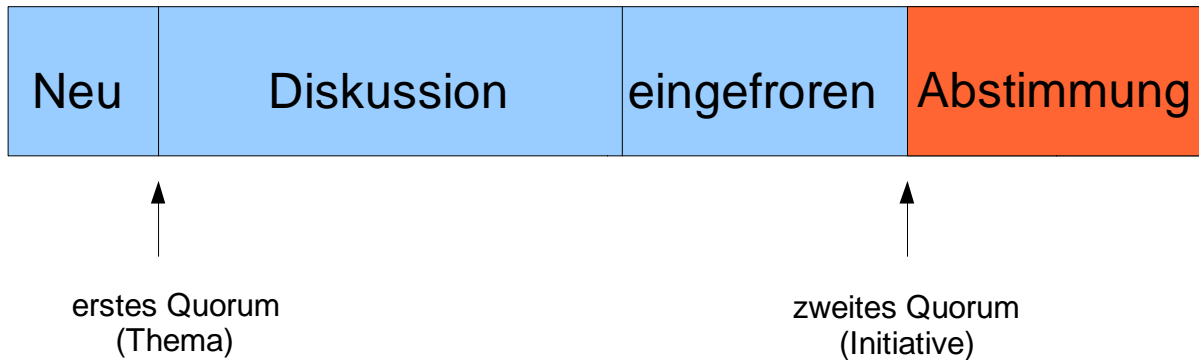 Neu
Diskussion
eingefroren
Abstimmung
erstes Quorum
(Thema)
zweites Quorum
(Initiative)